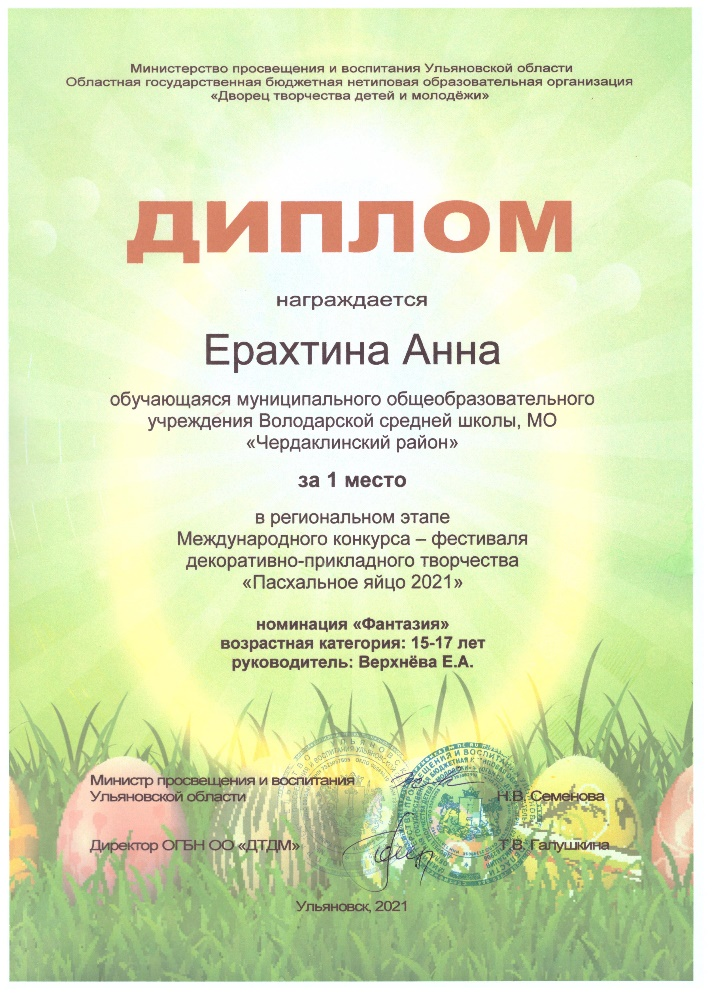 Министерство просвещения и воспитания Ульяновской области
Областная государственная бюджетная нетиповая образовательная организация
«Дворец творчества детей и молодёжи»
ДИПЛОМ
награждается
Ерахтина Анна
обучающаяся муниципального общеобразовательного
учреждения Володарской средней школы, МО
«Чердаклинский район»
за 1 место
в региональном этапе
Международного конкурса – фестиваля
декоративно-прикладного творчества
«Пасхальное яйцо 2021»
номинация «Фантазия»
возрастная категория: 15-17 лет
руководитель: Верхнёва Е.А.
Министр просвещения и воспитания
Ульяновской области Н.В. Семенова
Директор ОГБН ОО «ДТДМ» Т.В. Галушкина
Ульяновск, 2021